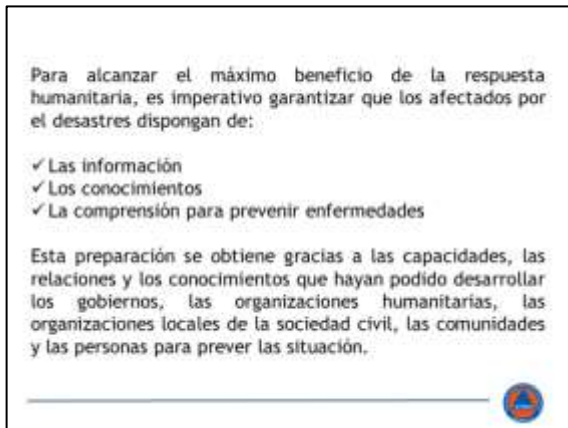 Para alcanzar el máximo beneficio de la respuesta
humanitaria, es imperativo garantizar que los afectados por
el desastres dispongan de:
✓ Las información
✓ Los conocimientos
✓ La comprensión para prevenir enfermedades
Esta preparación se obtiene gracias a las capacidades, las
relaciones y los conocimientos que hayan podido desarrollar
los gobiernos, las organizaciones humanitarias, las
organizaciones locales de la sociedad civil, las comunidades
y las personas para prever las situación.